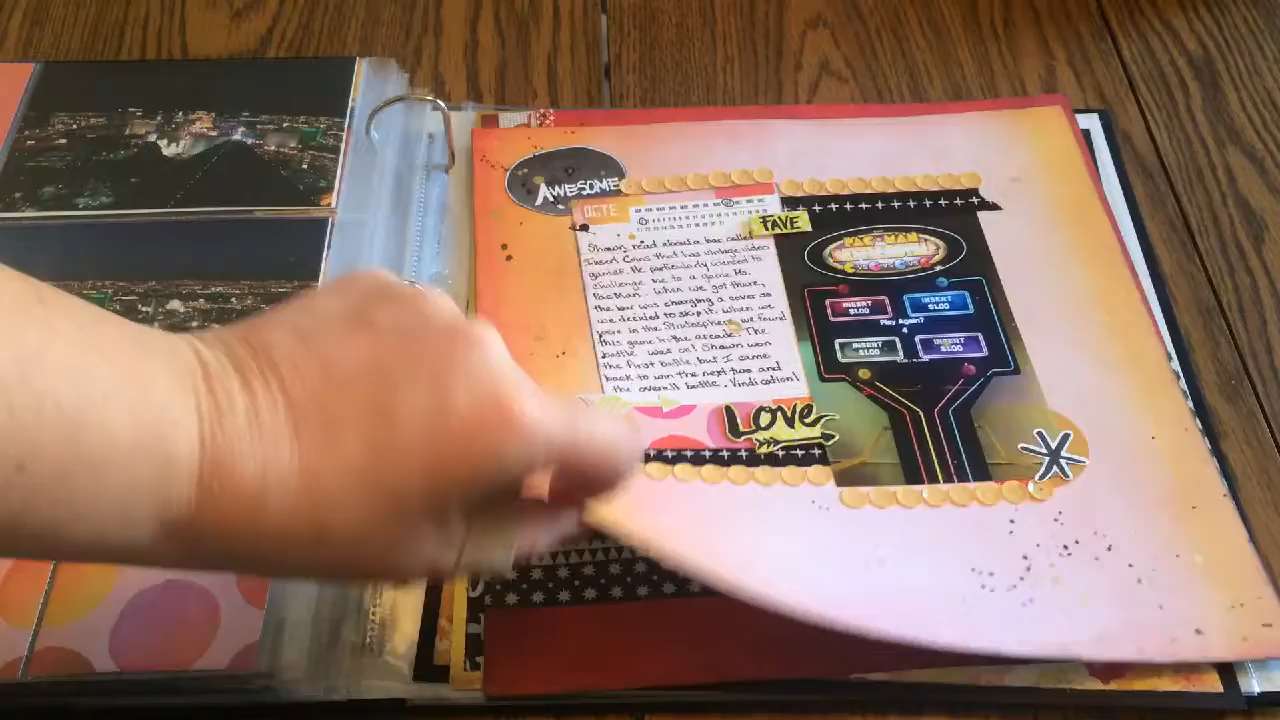 AWESOME
OCTE
FAVE
Shawn read about a bar called
Insert Coins that has vintage video
games. He particularly wanted to
challenge me to a game Ms.
Pacman. When we got there,
the bar was charging a cover so
we decided to skip it. When we
were in the Stratosphere we found
this game in the arcade. The
battle was on! Shawn won
the first battle, but I came
back to win the next two and
the overall battle. Vindication!
LOVE
PAC-MAN
INSERT
$1.00
INSERT
$1.00
Play Again?
4
INSERT
$1.00
INSERT
$1.00